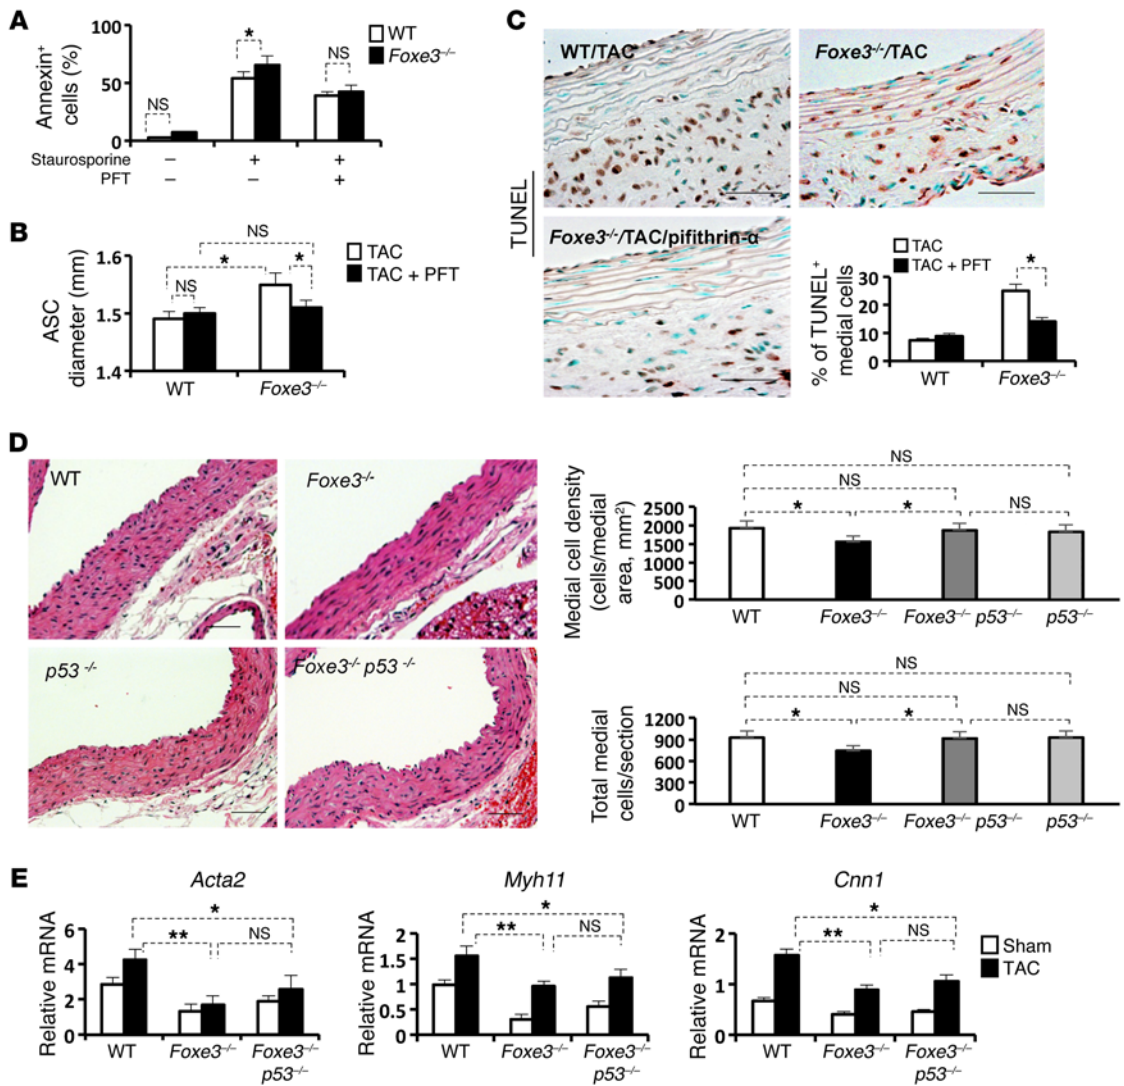 A
Annexin+ cells (%)
100
50
0
NS
*
NS
WT
Foxe3–/–
Staurosporine – + +
PFT – – +
B
ASC diameter (mm)
1.6
1.5
1.4
NS
*
NS
*
TAC
TAC + PFT
WT Foxe3–/–
C
TUNEL
WT/TAC
Foxe3-/-/TAC
Foxe3-/-/TAC/pifithrin-α
TAC
TAC + PFT
% of TUNEL+ medial cells
30
20
10
0
*
WT Foxe3–/–
D
WT
Foxe3-/-
p53 -/-
Foxe3-/- p53 -/-
Medial cell density (cells/medial area, mm2)
2500
2000
1500
1000
500
0
NS
NS
* * NS
WT Foxe3–/– Foxe3–/– p53–/– p53–/–
Total medial cells/section
1200
900
600
300
0
NS
NS
* * NS
WT Foxe3–/– Foxe3–/– p53–/– p53–/–
E
Acta2
Relative mRNA
6
4
2
0
*
** NS
WT Foxe3–/– Foxe3–/–
p53–/–
Myh11
Relative mRNA
2
2
1
0.5
0
*
** NS
WT Foxe3–/– Foxe3–/–
p53–/–
Cnn1
Relative mRNA
2
1
0
*
** NS
WT Foxe3–/– Foxe3–/–
p53–/–
Sham
TAC